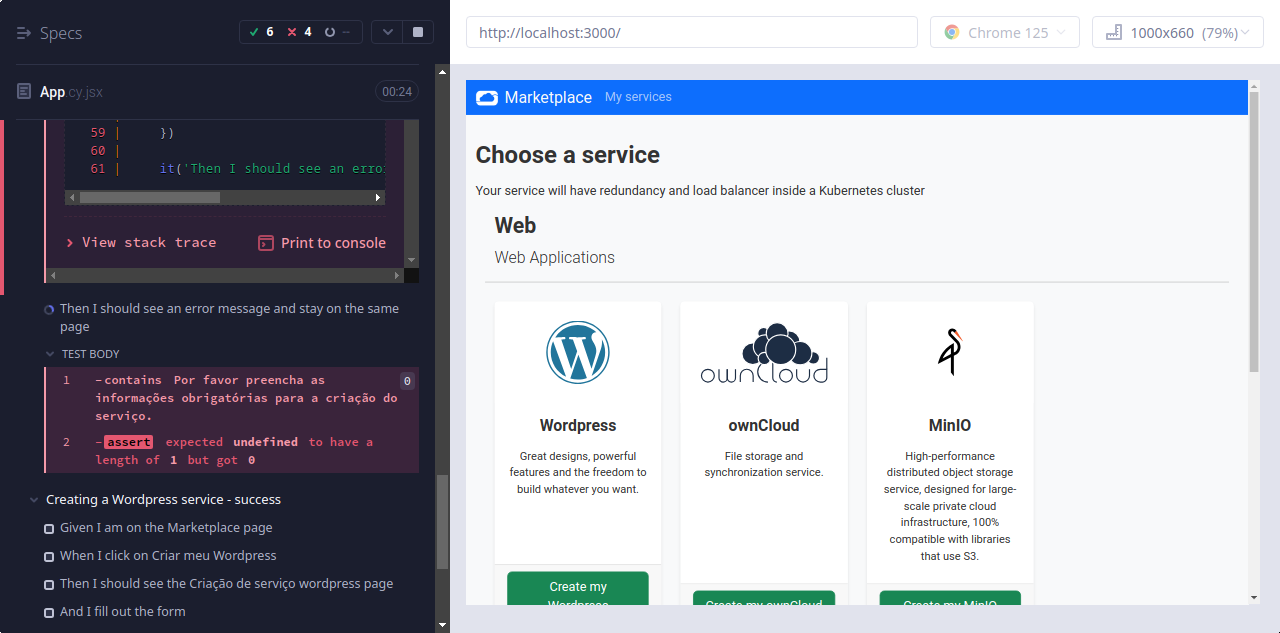 Specs
6
4
--
App.cy.jsx
00:24
59 | })
60 |
61 | it('Then I should see an erro
View stack trace
Print to console
Then I should see an error message and stay on the same
page
TEST BODY
1 -contains Por favor preencha as
informações obrigatórias para a criação do
serviço.
0
2 -assert expected undefined to have a
length of 1 but got 0
Creating a Wordpress service - success
Given I am on the Marketplace page
When I click on Criar meu Wordpress
Then I should see the Criação de serviço wordpress page
And I fill out the form
http://localhost:3000/
Chrome 125
1000x660 (79%)
Marketplace
My services
Choose a service
Your service will have redundancy and load balancer inside a Kubernetes cluster
Web
Web Applications
Wordpress
Great designs, powerful
features and the freedom to
build whatever you want.
Create my
Wordpress
ownCloud
ownCloud
File storage and
synchronization service.
Create my ownCloud
MinIO
High-performance
distributed object storage
service, designed for large-
scale private cloud
infrastructure, 100%
compatible with libraries
that use S3.
Create my MinIO